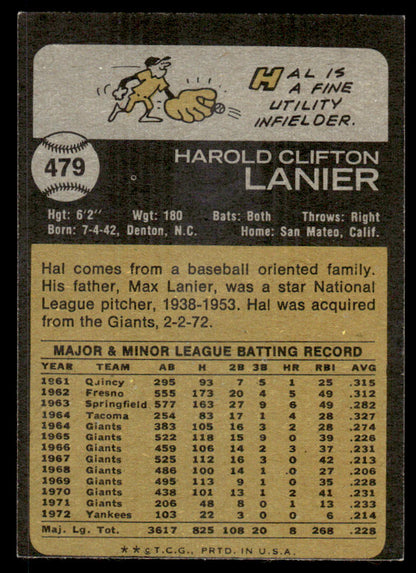 HAL IS
A FINE
UTILITY
INFIELDER.
479
HAROLD CLIFTON
LANIER
Hgt: 6'2" Wgt: 180 Bats: Both Throws: Right
Born: 7-4-42, Denton, N.C. Home: San Mateo, Calif.
Hal comes from a baseball oriented family.
His father, Max Lanier, was a star National
League pitcher, 1938-1953. Hal was acquired
from the Giants, 2-2-72.
MAJOR & MINOR LEAGUE BATTING RECORD
YEAR TEAM AB H 2B 3B HR RBI AVG
1961 Quincy 295 93 7 5 1 25 .315
1962 Fresno 555 173 20 4 5 49 .312
1963 Springfield 577 163 27 9 6 49 .282
1964 Tacoma 254 83 17 1 4 28 .327
1964 Giants 383 105 16 3 2 28 .274
1965 Giants 522 118 15 9 0 39 .226
1966 Giants 459 106 14 2 3 37 .231
1967 Giants 525 112 16 3 0 42 .213
1968 Giants 486 100 14 1 0 27 .206
1969 Giants 495 113 9 1 0 35 .228
1970 Giants 438 101 13 1 2 41 .231
1971 Giants 206 48 8 0 1 13 .233
1972 Yankees 103 22 3 0 0 6 .214
Maj. Lg. Tot. 3617 825 108 20 8 268 .228
**©T.C.G., PRTD. IN U.S.A.